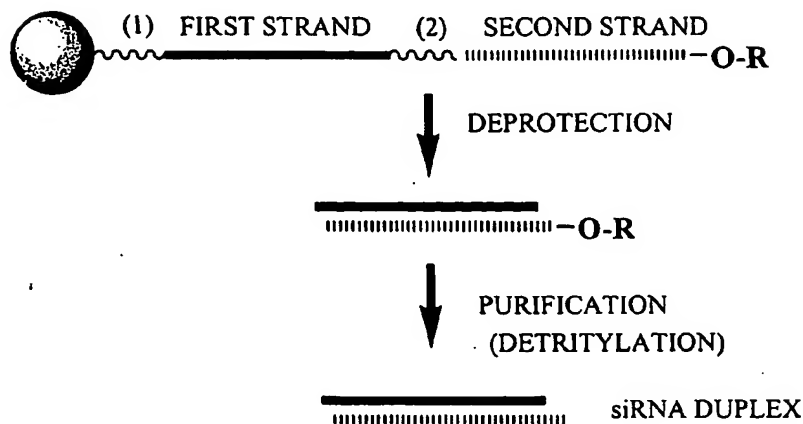 (1) FIRST STRAND (2) SECOND STRAND
O-R
DEPROTECTION
O-R
PURIFICATION
(DETRITYLATION)
siRNA DUPLEX